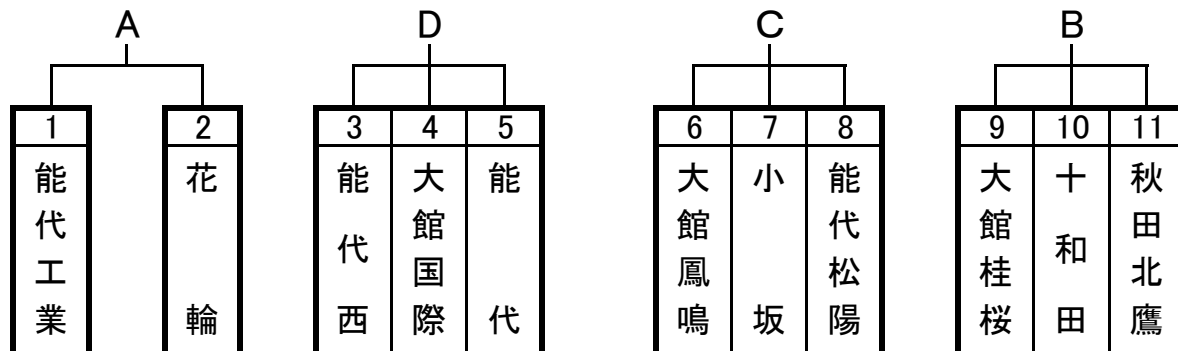 A D C B
1 2 3 4 5 6 7 8 9 10 11
能代工業
花輪
能代西
大館国際
能代
大館鳳鳴
小坂
能代松陽
大館桂桜
十和田
秋田北鷹